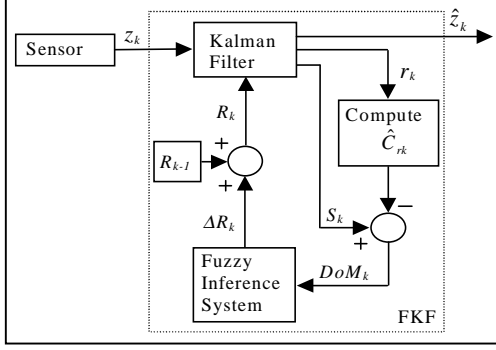 Sensor
z_k
Kalman
Filter
ẑ_k
r_k
R_k
Compute
Ĉ_rk
R_k-1
+
+
ΔR_k
S_k
−
+
Fuzzy
Inference
System
DoM_k
FKF